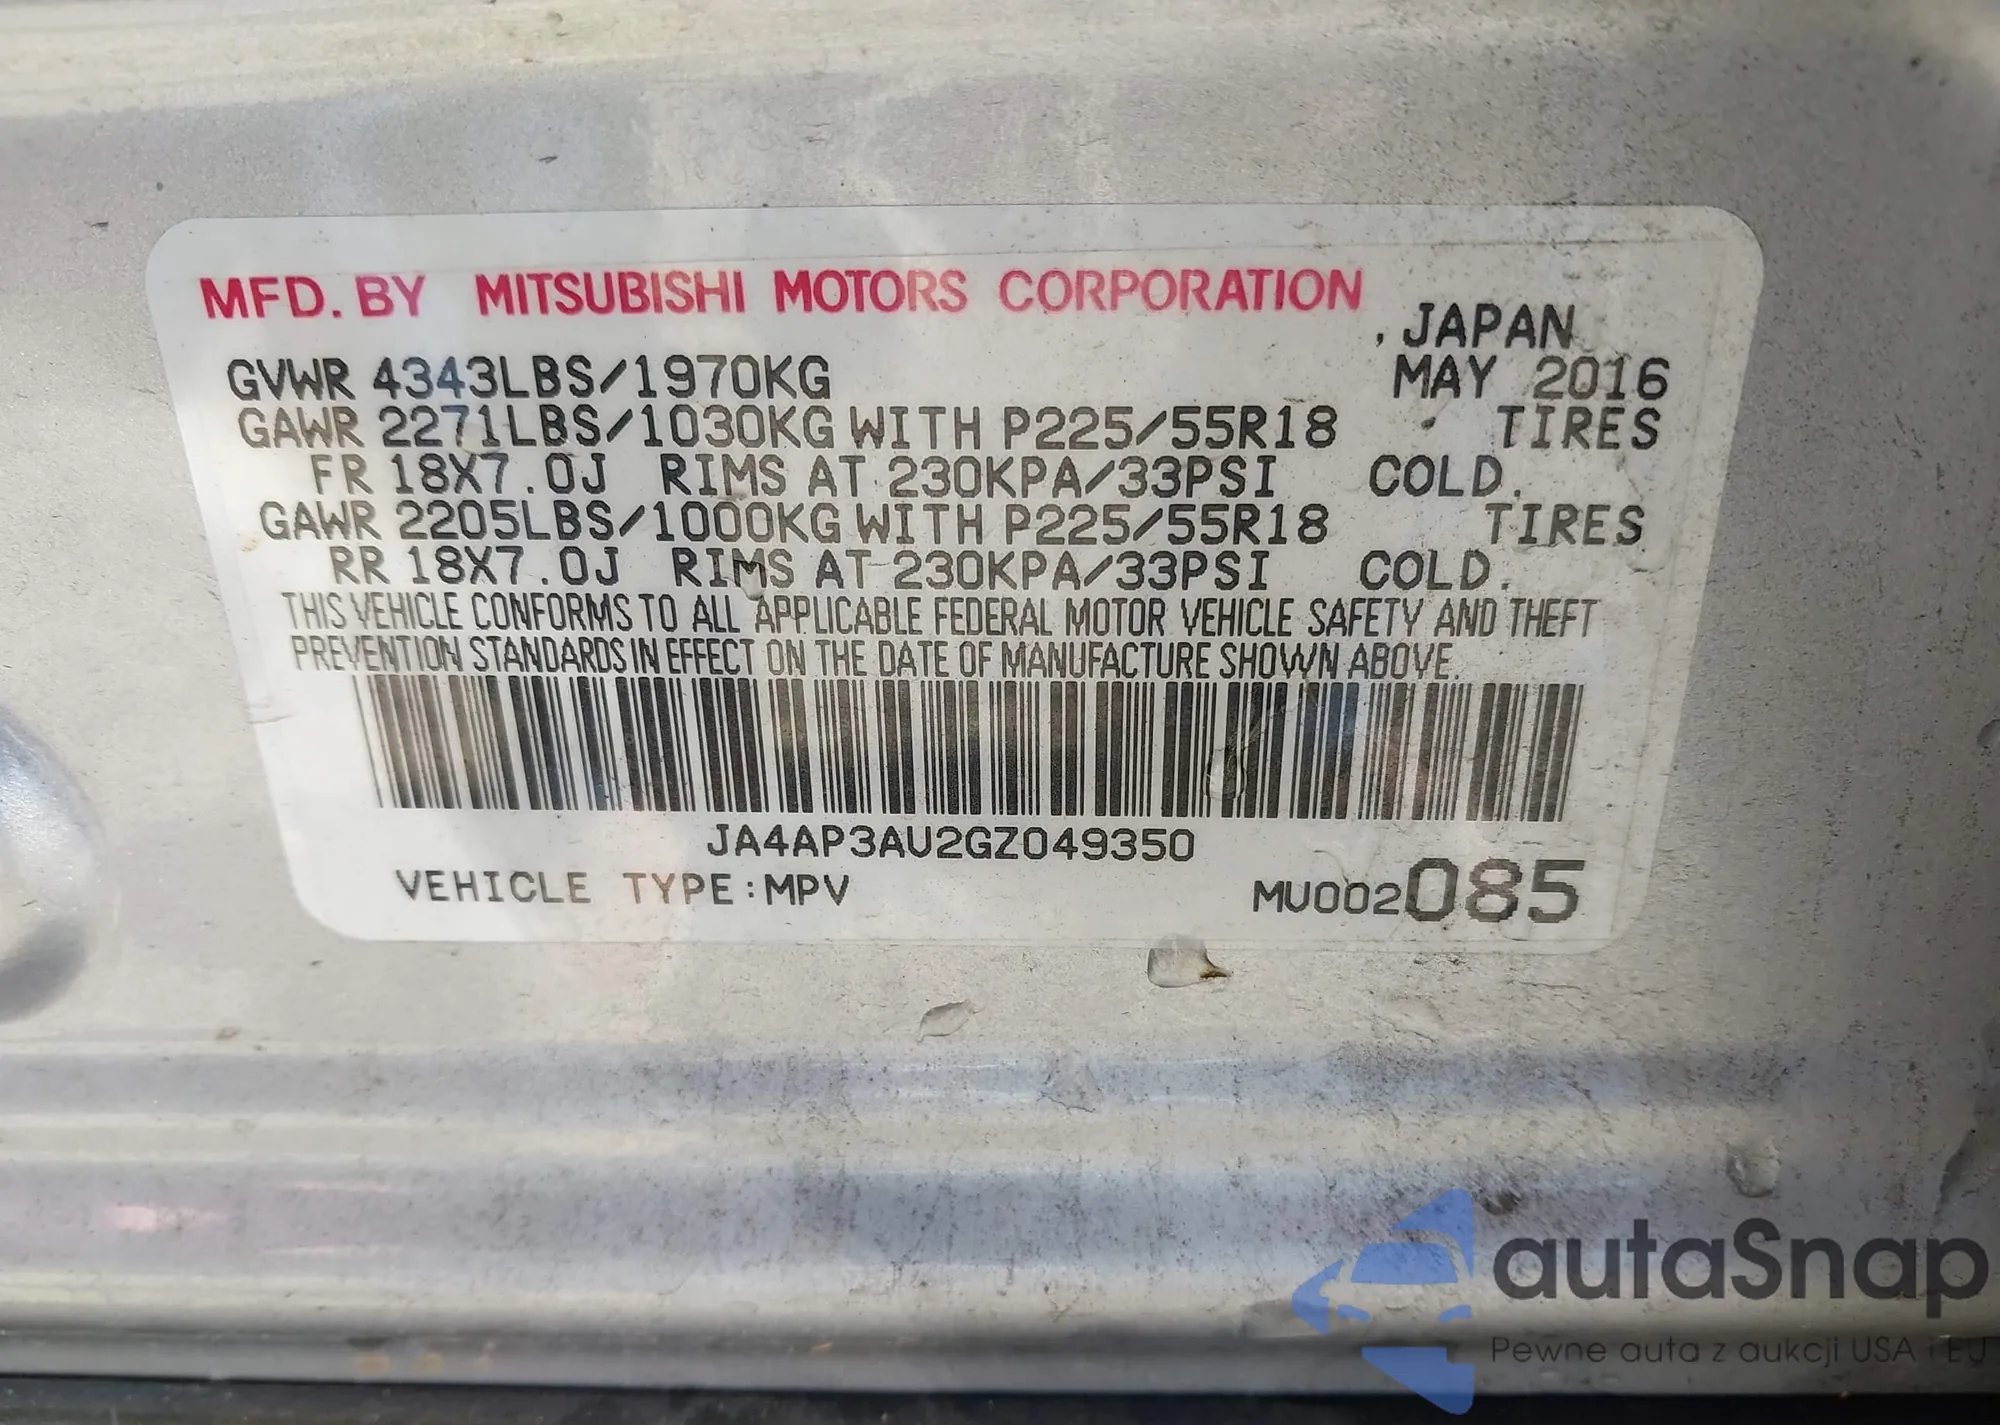 MFD. BY MITSUBISHI MOTORS CORPORATION
, JAPAN
GVWR 4343LBS/1970KG MAY 2016
GAWR 2271LBS/1030KG WITH P225/55R18 TIRES
FR 18X7.0J RIMS AT 230KPA/33PSI COLD.
GAWR 2205LBS/1000KG WITH P225/55R18 TIRES
RR 18X7.0J RIMS AT 230KPA/33PSI COLD.
THIS VEHICLE CONFORMS TO ALL APPLICABLE FEDERAL MOTOR VEHICLE SAFETY AND THEFT
PREVENTION STANDARDS IN EFFECT ON THE DATE OF MANUFACTURE SHOWN ABOVE.
JA4AP3AU2GZ049350
VEHICLE TYPE:MPV MU002085
autaSnap
Pewne auta z aukcji USA i EU